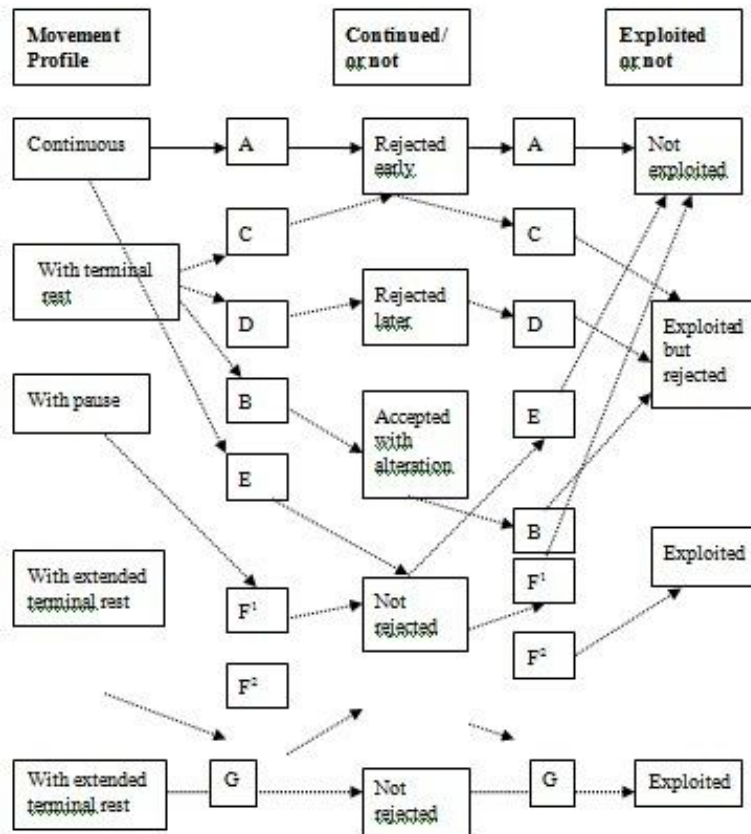 Movement
Profile
Continued/
or not
Exploited
or not
Continuous
A
Rejected
early
A
Not
exploited
C
C
With terminal
rest
D
Rejected
later
D
Exploited
but
rejected
With pause
B
Accepted
with
alteration
E
E
B
With extended
terminal rest
F¹
Not
rejected
F¹
Exploited
F²
F²
With extended
terminal rest
G
Not
rejected
G
Exploited